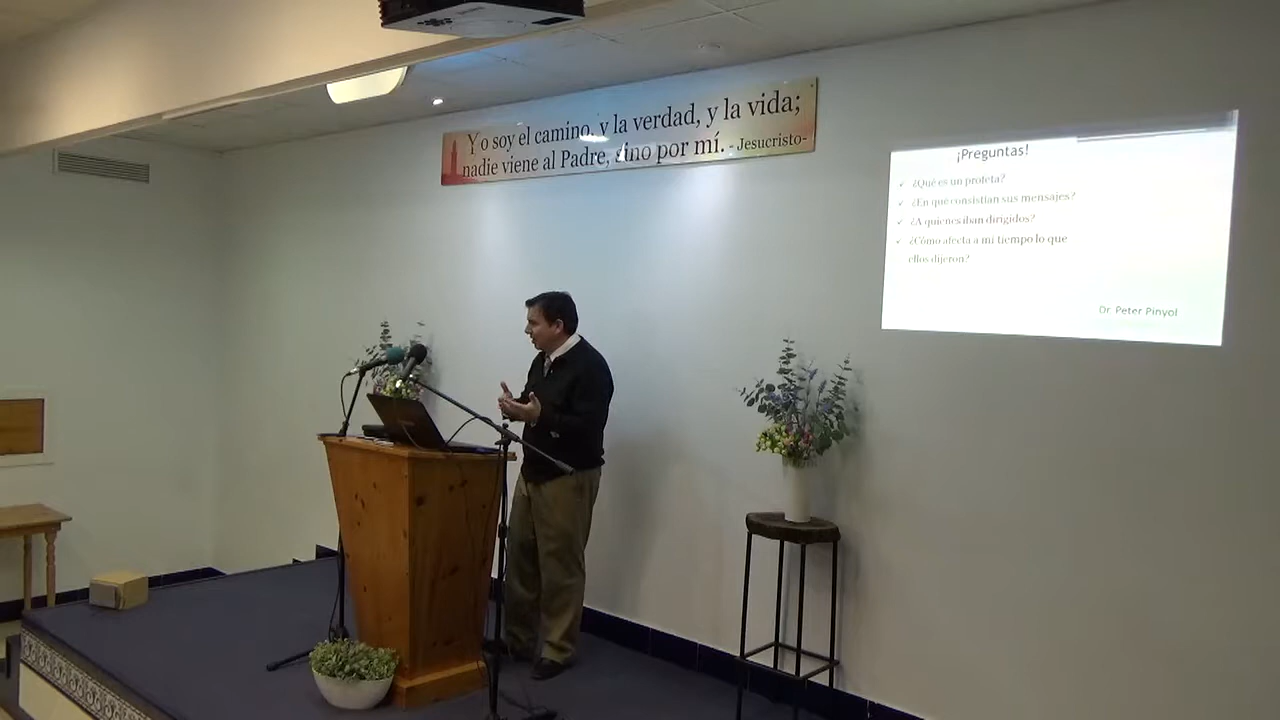 Yo soy el camino, y la verdad, y la vida;
nadie viene al Padre, sino por mí. - Jesucristo-
¡Preguntas!
✓ ¿Qué es un profeta?
✓ ¿En qué consistían sus mensajes?
✓ ¿A quienes iban dirigidos?
✓ ¿Cómo afecta a mi tiempo lo que
ellos dijeron?
Dr. Peter Pinyol